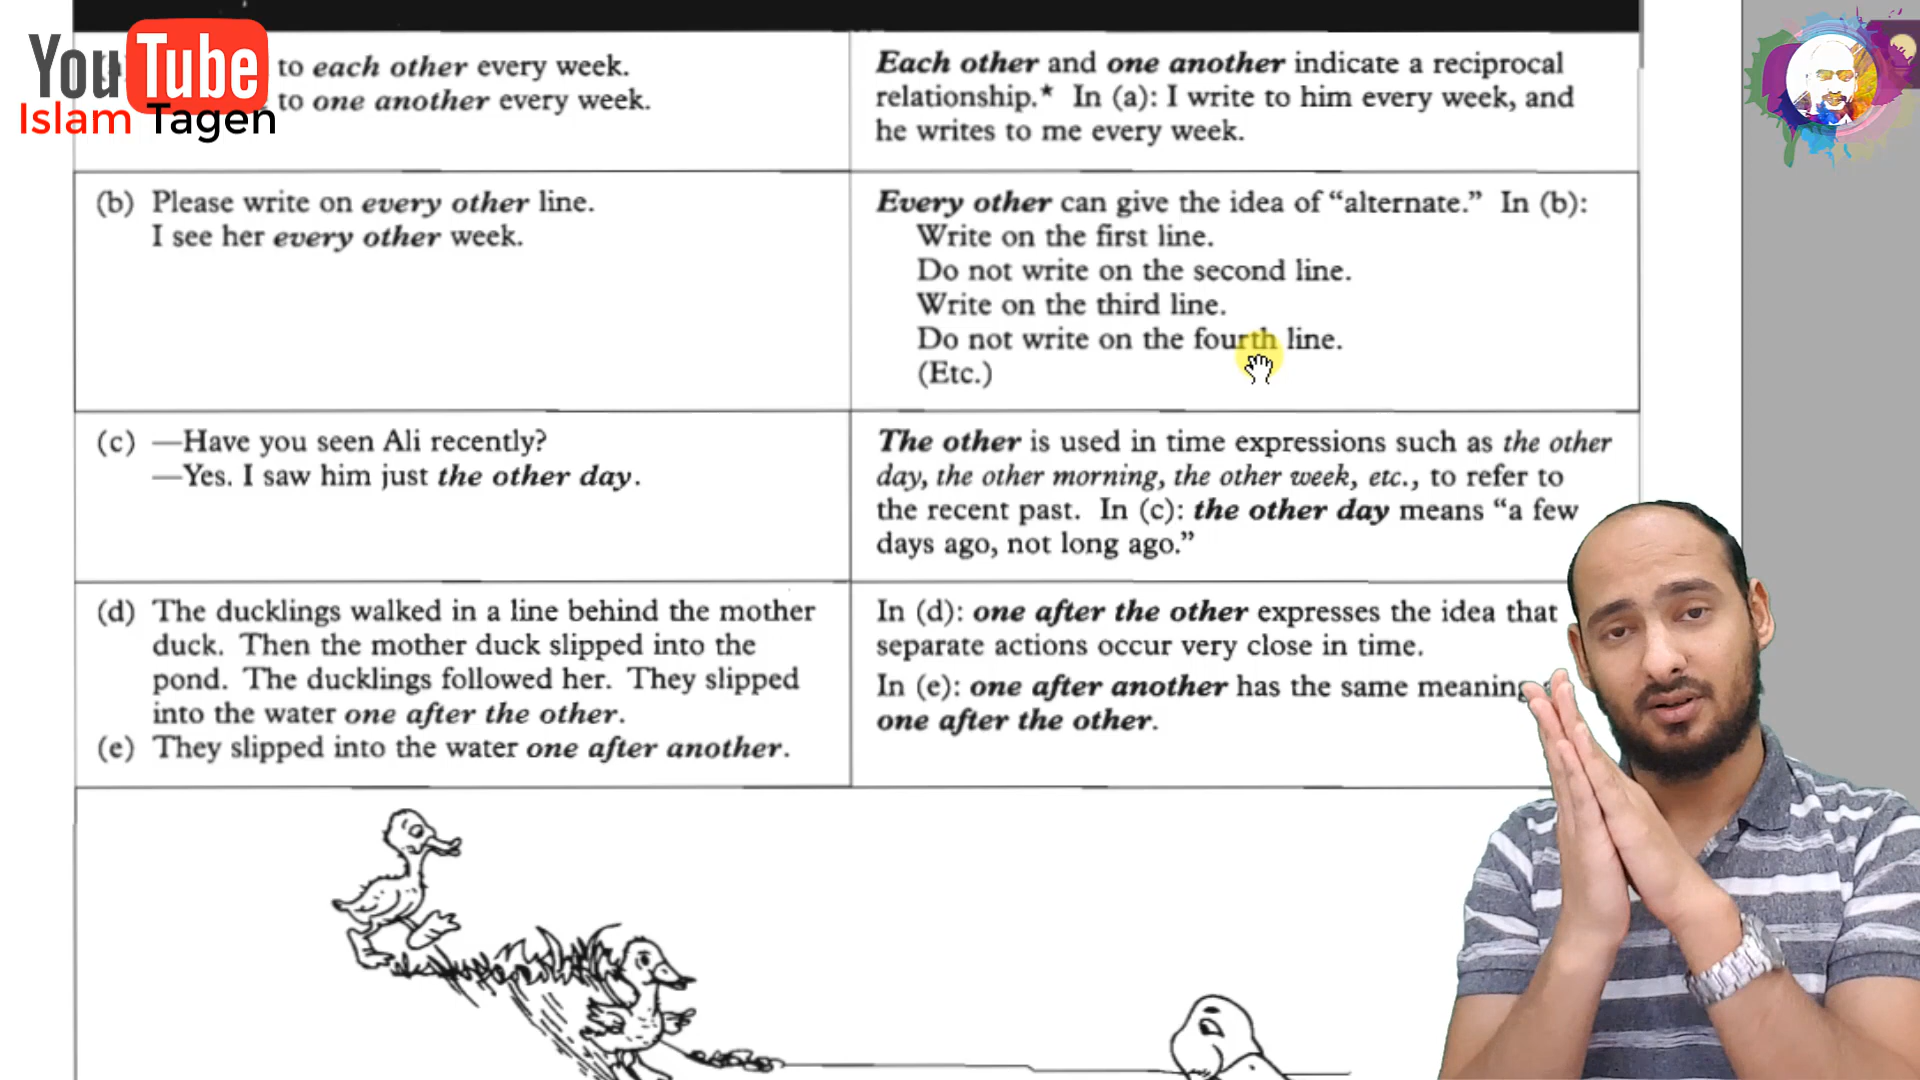 YouTube
Islam Tagen
to each other every week.
to one another every week.
Each other and one another indicate a reciprocal
relationship.* In (a): I write to him every week, and
he writes to me every week.
(b) Please write on every other line.
I see her every other week.
Every other can give the idea of “alternate.” In (b):
Write on the first line.
Do not write on the second line.
Write on the third line.
Do not write on the fourth line.
(Etc.)
(c) —Have you seen Ali recently?
—Yes. I saw him just the other day.
The other is used in time expressions such as the other
day, the other morning, the other week, etc., to refer to
the recent past. In (c): the other day means “a few
days ago, not long ago.”
(d) The ducklings walked in a line behind the mother
duck. Then the mother duck slipped into the
pond. The ducklings followed her. They slipped
into the water one after the other.
(e) They slipped into the water one after another.
In (d): one after the other expresses the idea that
separate actions occur very close in time.
In (e): one after another has the same meaning
one after the other.